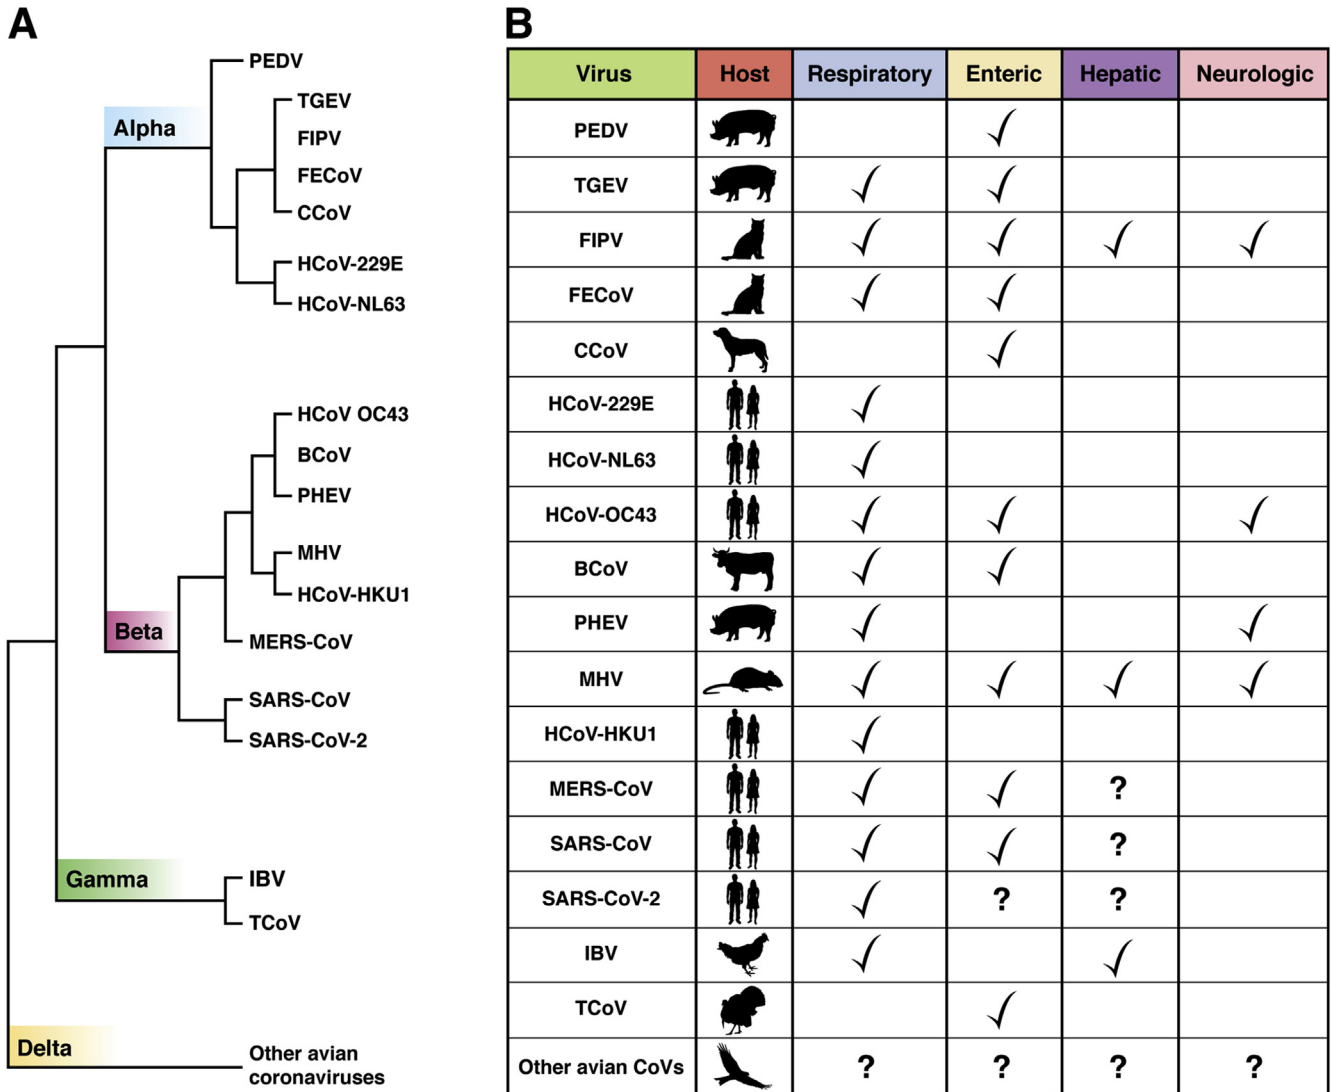 A
PEDV
TGEV
Alpha
FIPV
FECoV
CCoV
HCoV-229E
HCoV-NL63
HCoV OC43
BCoV
PHEV
MHV
HCoV-HKU1
Beta
MERS-CoV
SARS-CoV
SARS-CoV-2
Gamma
IBV
TCoV
Delta
Other avian
coronaviruses
B
Virus Host Respiratory Enteric Hepatic Neurologic
PEDV ✓
TGEV ✓ ✓
FIPV ✓ ✓ ✓ ✓
FECoV ✓ ✓
CCoV ✓
HCoV-229E ✓
HCoV-NL63 ✓
HCoV-OC43 ✓ ✓ ✓
BCoV ✓ ✓
PHEV ✓ ✓
MHV ✓ ✓ ✓ ✓
HCoV-HKU1 ✓
MERS-CoV ✓ ✓ ?
SARS-CoV ✓ ✓ ?
SARS-CoV-2 ✓ ? ?
IBV ✓ ✓
TCoV ✓
Other avian CoVs ? ? ? ?